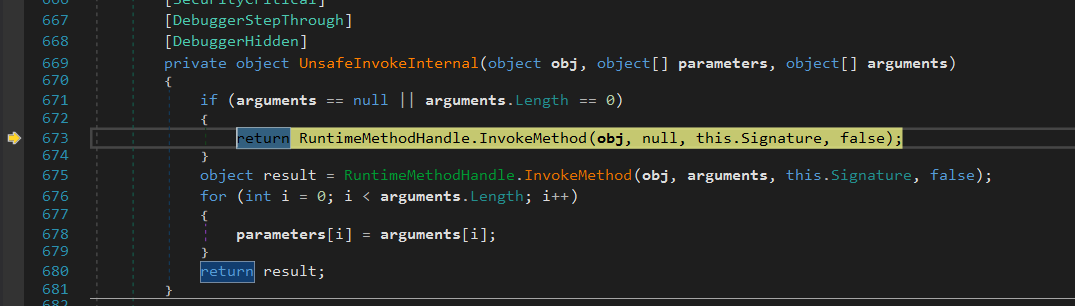 666 [SecurityCritical]
667 [DebuggerStepThrough]
668 [DebuggerHidden]
669 private object UnsafeInvokeInternal(object obj, object[] parameters, object[] arguments)
670 {
671 if (arguments == null || arguments.Length == 0)
672 {
673 return RuntimeMethodHandle.InvokeMethod(obj, null, this.Signature, false);
674 }
675 object result = RuntimeMethodHandle.InvokeMethod(obj, arguments, this.Signature, false);
676 for (int i = 0; i < arguments.Length; i++)
677 {
678 parameters[i] = arguments[i];
679 }
680 return result;
681 }
682